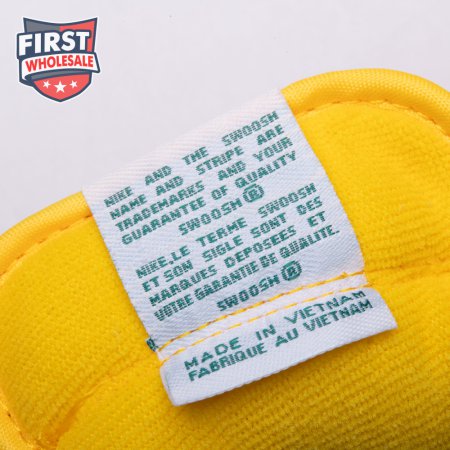 FIRST
WHOLESALE
NIKE AND THE SWOOSH
NAME AND STRIPE ARE
TRADEMARKS AND YOUR
GUARANTEE OF QUALITY
SWOOSH ®
NIKE,LE TERME SWOOSH
ET SON SIGLE SONT DES
MARQUES DEPOSEES ET
VOTRE GARANTIE DE QUALITE.
SWOOSH ®
MADE IN VIETNAM
FABRIQUE AU VIETNAM